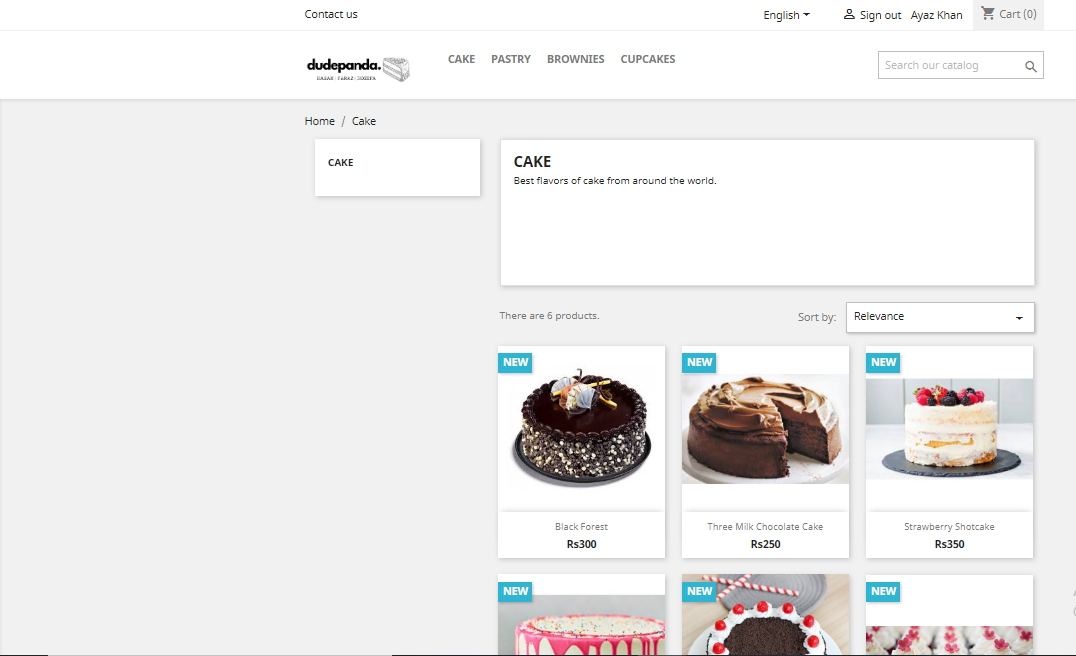 Contact us
English
Sign out
Ayaz Khan
Cart (0)
dudepanda.
CAKE
PASTRY
BROWNIES
CUPCAKES
Search our catalog
Home / Cake
CAKE
CAKE
Best flavors of cake from around the world.
There are 6 products.
Sort by:
Relevance
NEW
NEW
NEW
Black Forest
Three Milk Chocolate Cake
Strawberry Shotcake
Rs300
Rs250
Rs350
NEW
NEW
NEW